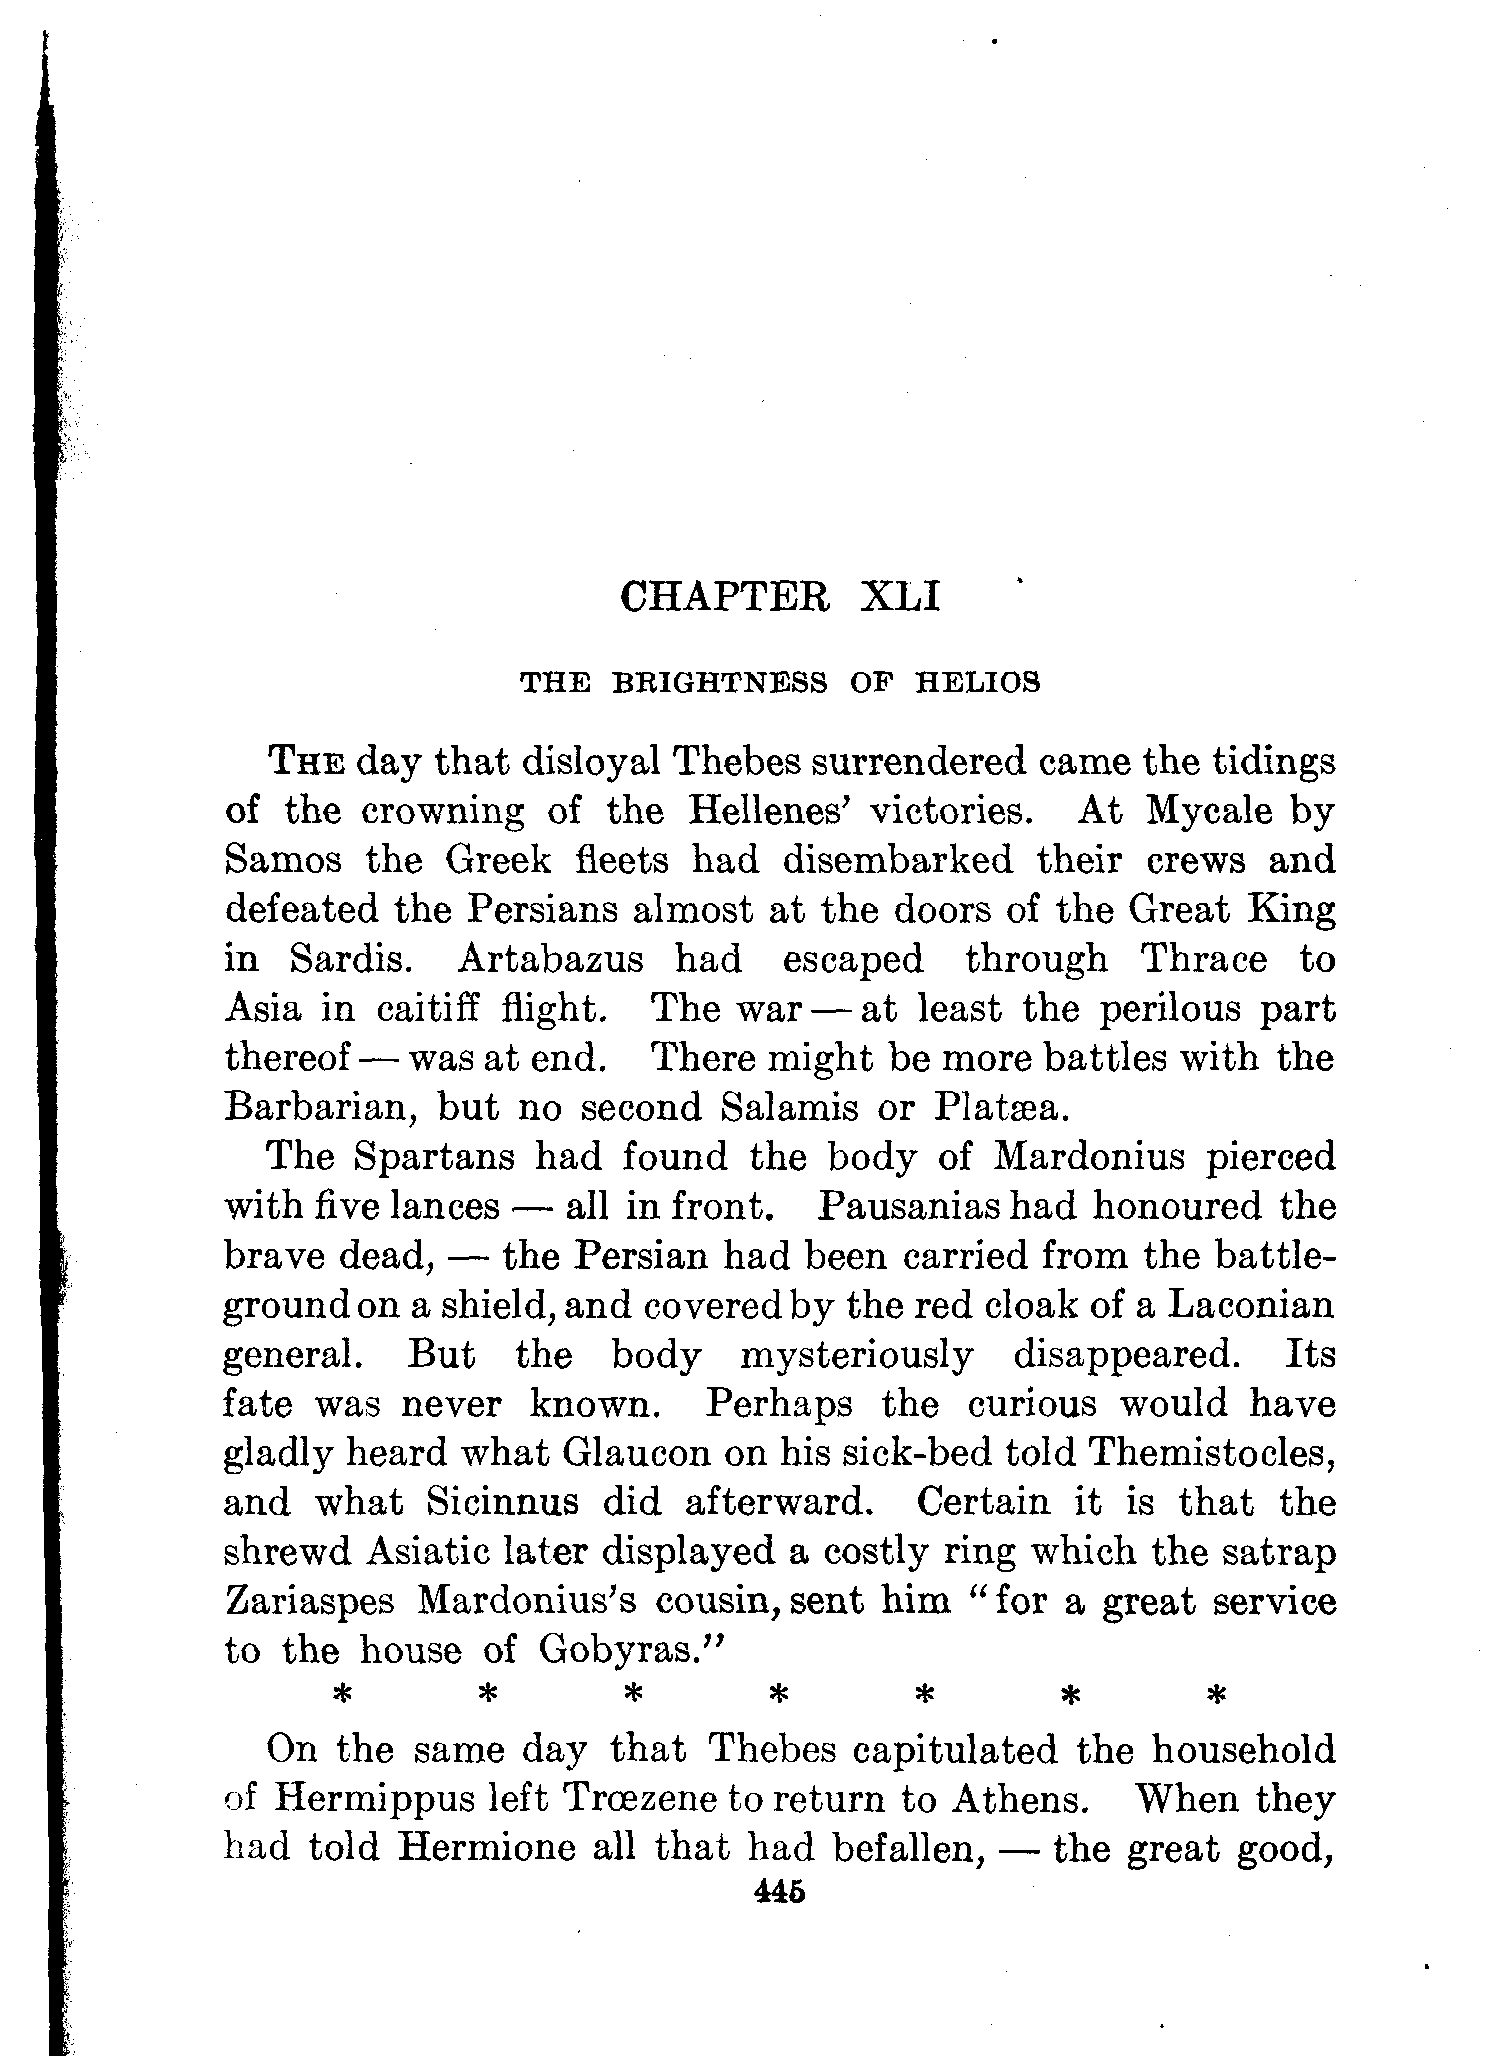 CHAPTER XLI
THE BRIGHTNESS OF HELIOS
THE day that disloyal Thebes surrendered came the tidings
of the crowning of the Hellenes' victories. At Mycale by
Samos the Greek fleets had disembarked their crews and
defeated the Persians almost at the doors of the Great King
in Sardis. Artabazus had escaped through Thrace to
Asia in caitiff flight. The war — at least the perilous part
thereof — was at end. There might be more battles with the
Barbarian, but no second Salamis or Platæa.
The Spartans had found the body of Mardonius pierced
with five lances — all in front. Pausanias had honoured the
brave dead, — the Persian had been carried from the battle-
ground on a shield, and covered by the red cloak of a Laconian
general. But the body mysteriously disappeared. Its
fate was never known. Perhaps the curious would have
gladly heard what Glaucon on his sick-bed told Themistocles,
and what Sicinnus did afterward. Certain it is that the
shrewd Asiatic later displayed a costly ring which the satrap
Zariaspes Mardonius's cousin, sent him "for a great service
to the house of Gobyras."
* * * * * * *
On the same day that Thebes capitulated the household
of Hermippus left Trœzene to return to Athens. When they
had told Hermione all that had befallen, — the great good,
445